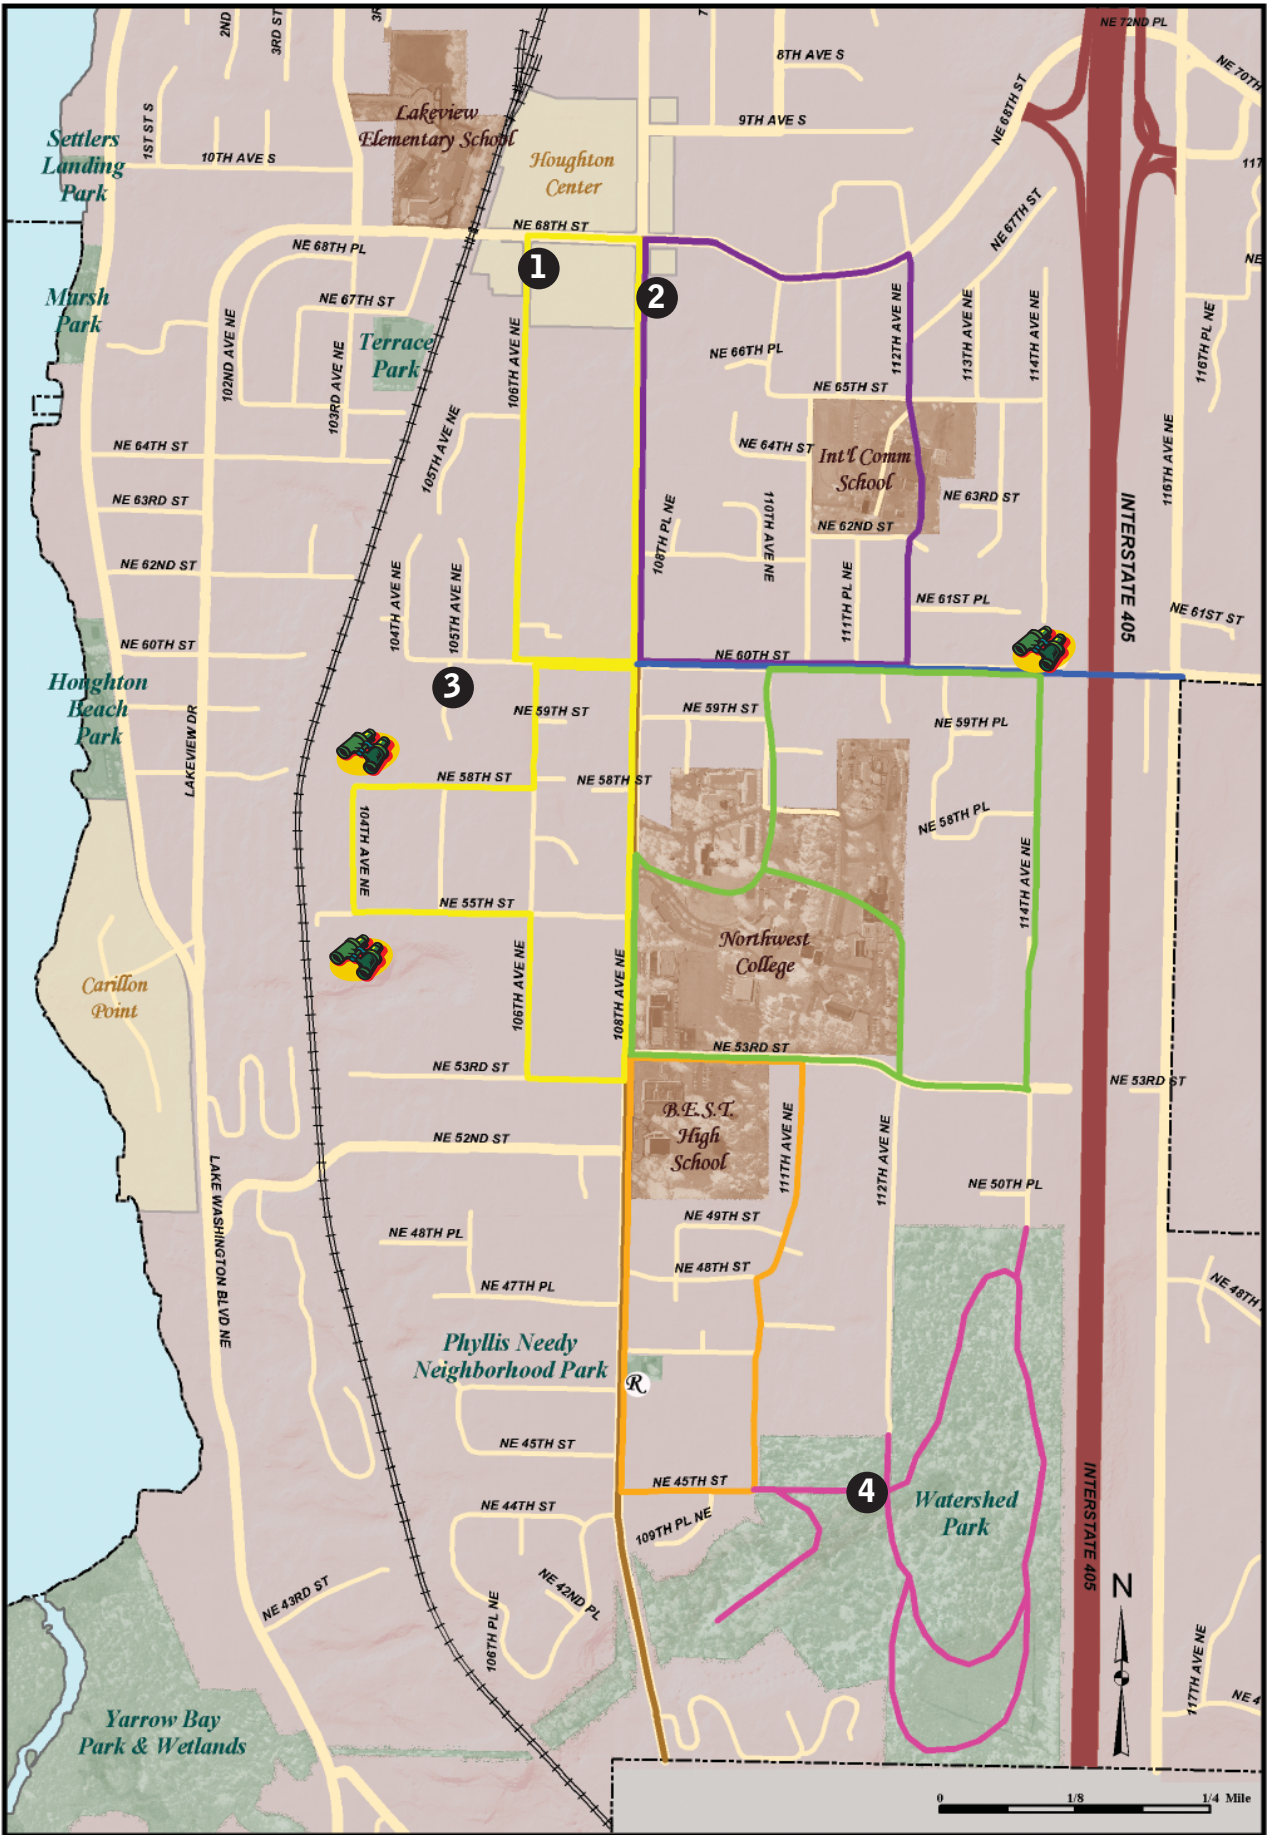 2ND
3RD ST
3R
7
NE 72ND PL
NE 70TH
8TH AVE S
NE 68TH ST
1ST ST S
Lakeview
Elementary School
9TH AVE S
Settlers
Landing
Park
10TH AVE S
Houghton
Center
117
NE 68TH ST
NE 67TH ST
NE 68TH PL
1
2
NE
Marsh
Park
NE 67TH ST
112TH AVE NE
113TH AVE NE
114TH AVE NE
116TH PL NE
102ND AVE NE
103RD AVE NE
Terrace
Park
106TH AVE NE
NE 66TH PL
NE 65TH ST
105TH AVE NE
NE 64TH ST
NE 64TH ST
Int'l Comm
School
116TH AVE NE
NE 63RD ST
NE 63RD ST
108TH PL NE
110TH AVE NE
NE 62ND ST
INTERSTATE 405
NE 62ND ST
104TH AVE NE
105TH AVE NE
111TH PL NE
NE 61ST PL
NE 61ST ST
NE 60TH ST
NE 60TH ST
3
Houghton
Beach
Park
LAKEVIEW DR
NE 59TH ST
NE 59TH ST
NE 59TH PL
NE 58TH ST
NE 58TH ST
104TH AVE NE
NE 58TH PL
114TH AVE NE
NE 55TH ST
106TH AVE NE
108TH AVE NE
Northwest
College
Carillon
Point
NE 53RD ST
NE 53RD ST
NE 53RD ST
B.E.S.T.
High
School
111TH AVE NE
112TH AVE NE
NE 52ND ST
LAKE WASHINGTON BLVD NE
NE 50TH PL
NE 49TH ST
NE 48TH PL
NE 48TH ST
NE 48TH
NE 47TH PL
Phyllis Needy
Neighborhood Park
R
NE 45TH ST
NE 45TH ST
4
Watershed
Park
INTERSTATE 405
NE 44TH ST
109TH PL NE
NE 43RD ST
NE 42ND PL
106TH PL NE
N
117TH AVE NE
NE 4
Yarrow Bay
Park & Wetlands
0 1/8 1/4 Mile